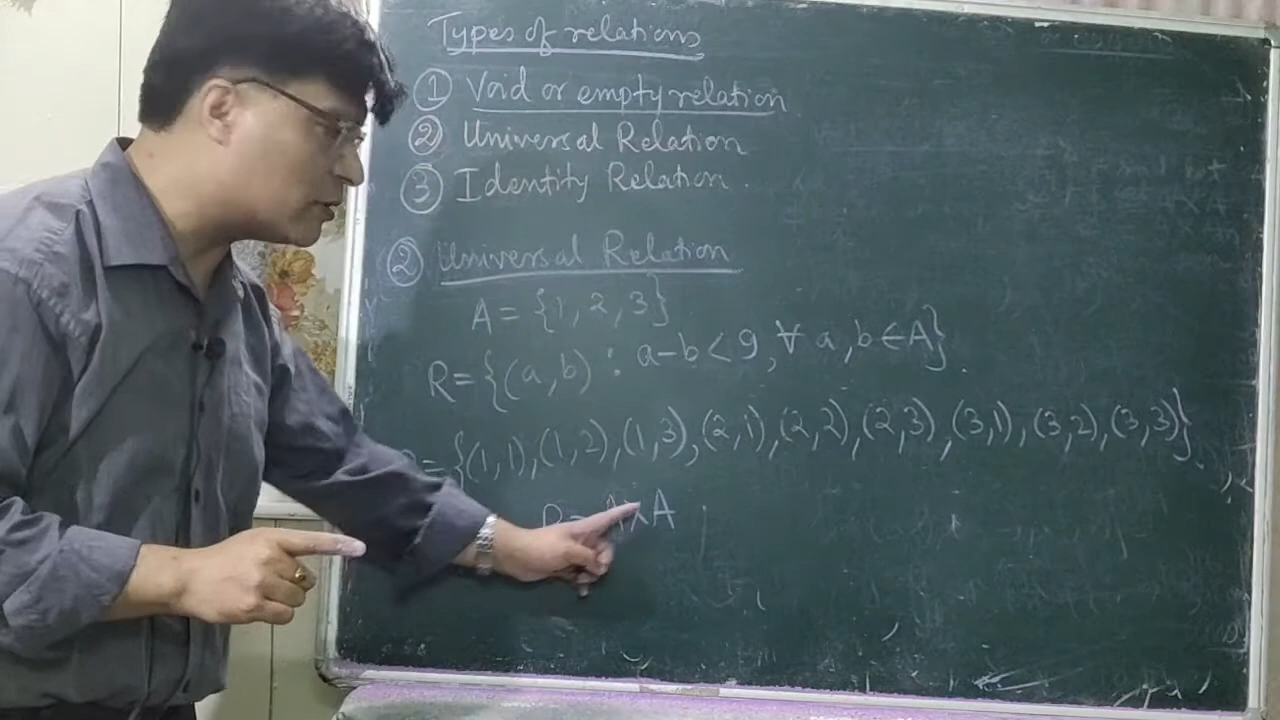 Types of relations
① Void or empty relation
② Universal Relation
③ Identity Relation.
② Universal Relation
A = {1, 2, 3}
R = {(a, b) : a - b < 9, ∀ a, b ∈ A}.
= {(1,1), (1,2), (1,3), (2,1), (2,2), (2,3), (3,1), (3,2), (3,3)}
R = A × A